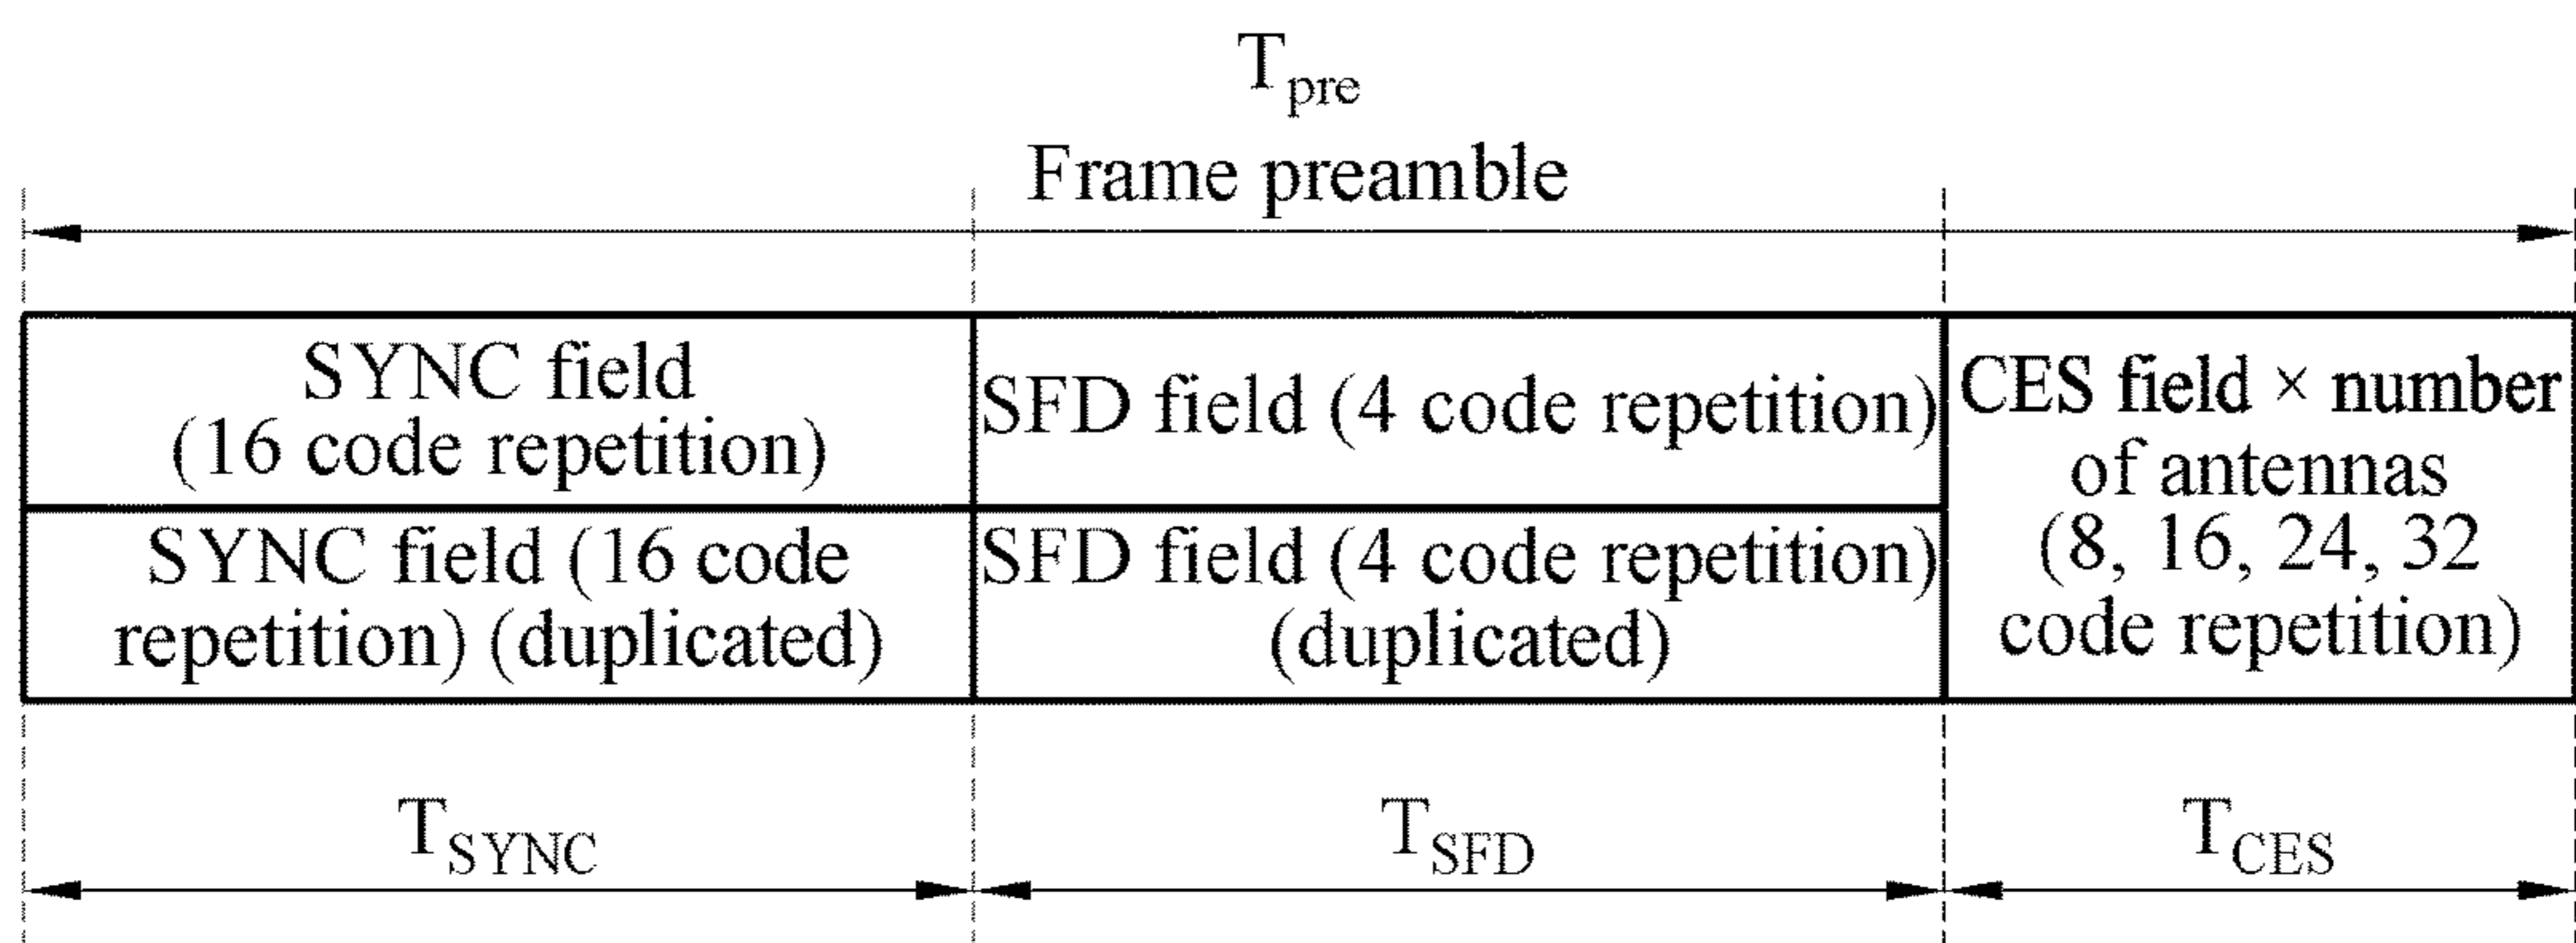 T_pre
Frame preamble
SYNC field
(16 code repetition)
SFD field (4 code repetition)
CES field × number
of antennas
(8, 16, 24, 32
code repetition)
SYNC field (16 code
repetition) (duplicated)
SFD field (4 code repetition)
(duplicated)
T_SYNC
T_SFD
T_CES